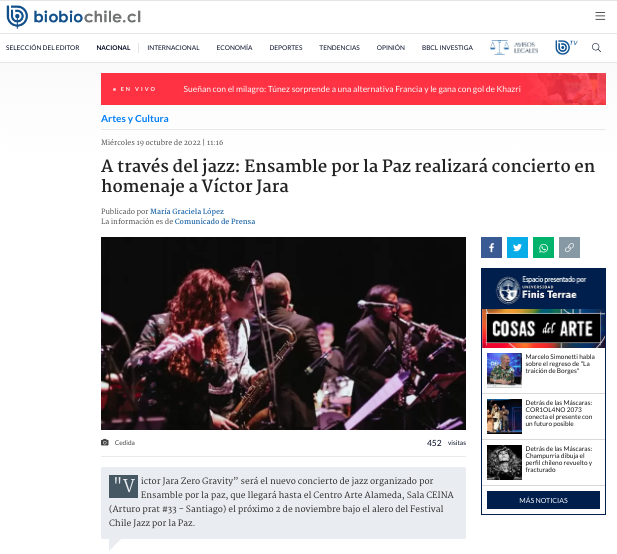 biobiochile.cl
SELECCIÓN DEL EDITOR NACIONAL INTERNACIONAL ECONOMÍA DEPORTES TENDENCIAS OPINIÓN BBCL INVESTIGA AVISOS LEGALES TV
EN VIVO Sueñan con el milagro: Túnez sorprende a una alternativa Francia y le gana con gol de Khazri
Artes y Cultura
Miércoles 19 octubre de 2022 | 11:16
A través del jazz: Ensamble por la Paz realizará concierto en
homenaje a Víctor Jara
Publicado por María Graciela López
La información es de Comunicado de Prensa
Cedida 452 visitas
"Victor Jara Zero Gravity” será el nuevo concierto de jazz organizado por
Ensamble por la paz, que llegará hasta el Centro Arte Alameda, Sala CEINA
(Arturo prat #33 - Santiago) el próximo 2 de noviembre bajo el alero del Festival
Chile Jazz por la Paz.
Espacio presentado por
UNIVERSIDAD
Finis Terrae
COSAS del ARTE
Marcelo Simonetti habla
sobre el regreso de "La
traición de Borges"
Detrás de las Máscaras:
COR1OL4NO 2073
conecta el presente con
un futuro posible
Detrás de las Máscaras:
Champurria dibuja el
perfil chileno revuelto y
fracturado
MÁS NOTICIAS